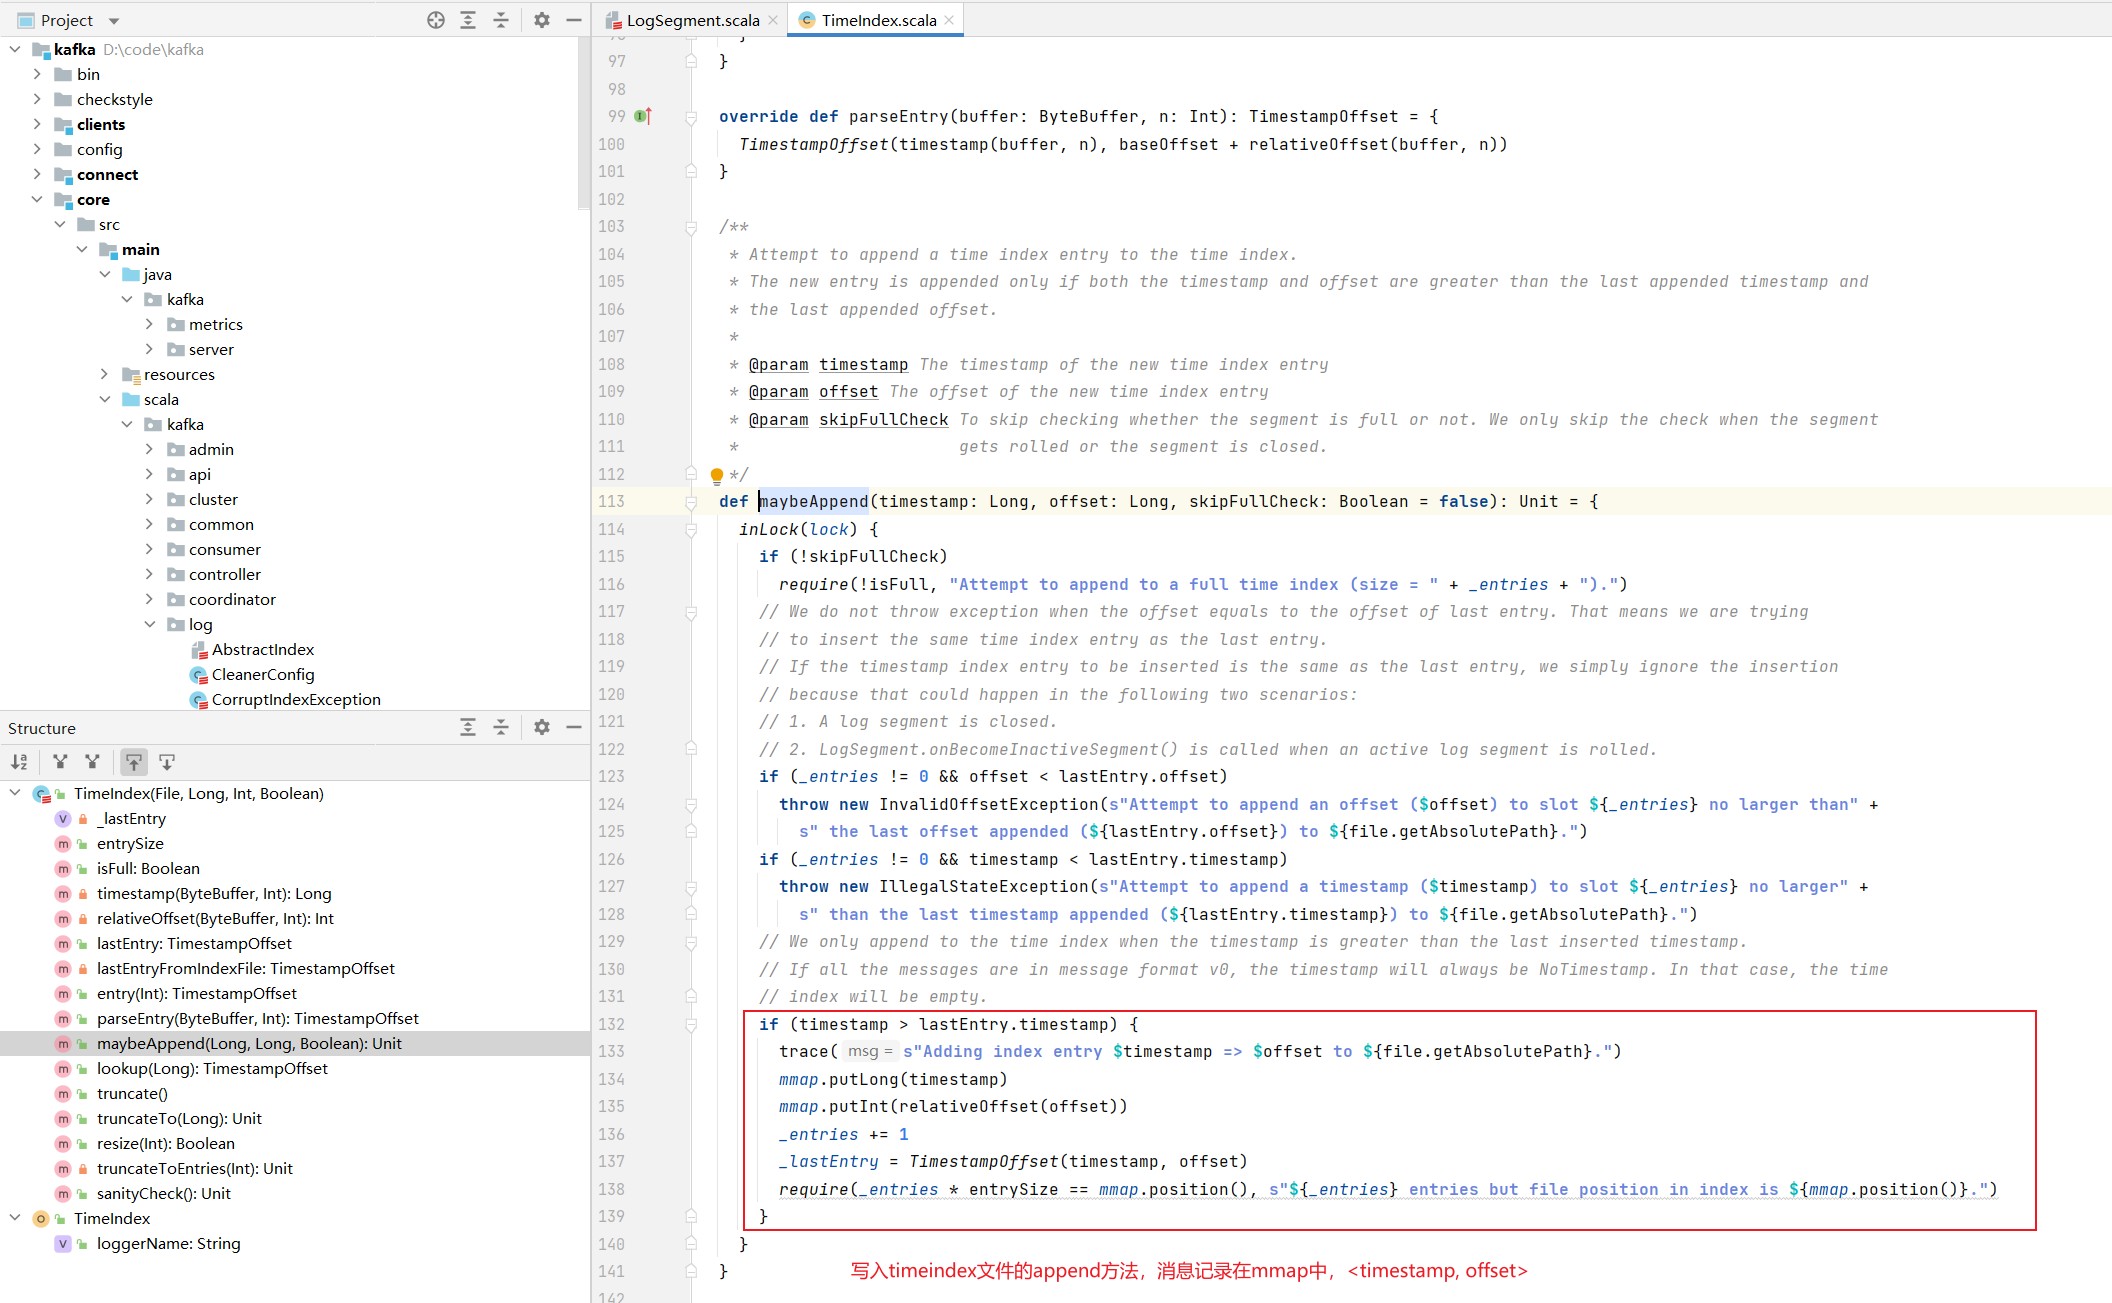 Project
kafka D:\code\kafka
bin
checkstyle
clients
config
connect
core
src
main
java
kafka
metrics
server
resources
scala
kafka
admin
api
cluster
common
consumer
controller
coordinator
log
AbstractIndex
CleanerConfig
CorruptIndexException
Structure
TimeIndex(File, Long, Int, Boolean)
_lastEntry
entrySize
isFull: Boolean
timestamp(ByteBuffer, Int): Long
relativeOffset(ByteBuffer, Int): Int
lastEntry: TimestampOffset
lastEntryFromIndexFile: TimestampOffset
entry(Int): TimestampOffset
parseEntry(ByteBuffer, Int): TimestampOffset
maybeAppend(Long, Long, Boolean): Unit
lookup(Long): TimestampOffset
truncate()
truncateTo(Long): Unit
resize(Int): Boolean
truncateToEntries(Int): Unit
sanityCheck(): Unit
TimeIndex
loggerName: String
LogSegment.scala
TimeIndex.scala
97 }
98
99 override def parseEntry(buffer: ByteBuffer, n: Int): TimestampOffset = {
100 TimestampOffset(timestamp(buffer, n), baseOffset + relativeOffset(buffer, n))
101 }
102
103 /**
104 * Attempt to append a time index entry to the time index.
105 * The new entry is appended only if both the timestamp and offset are greater than the last appended timestamp and
106 * the last appended offset.
107 *
108 * @param timestamp The timestamp of the new time index entry
109 * @param offset The offset of the new time index entry
110 * @param skipFullCheck To skip checking whether the segment is full or not. We only skip the check when the segment
111 * gets rolled or the segment is closed.
112 */
113 def maybeAppend(timestamp: Long, offset: Long, skipFullCheck: Boolean = false): Unit = {
114 inLock(lock) {
115 if (!skipFullCheck)
116 require(!isFull, "Attempt to append to a full time index (size = " + _entries + ").")
117 // We do not throw exception when the offset equals to the offset of last entry. That means we are trying
118 // to insert the same time index entry as the last entry.
119 // If the timestamp index entry to be inserted is the same as the last entry, we simply ignore the insertion
120 // because that could happen in the following two scenarios:
121 // 1. A log segment is closed.
122 // 2. LogSegment.onBecomeInactiveSegment() is called when an active log segment is rolled.
123 if (_entries != 0 && offset < lastEntry.offset)
124 throw new InvalidOffsetException(s"Attempt to append an offset ($offset) to slot ${_entries} no larger than" +
125 s" the last offset appended (${lastEntry.offset}) to ${file.getAbsolutePath}.")
126 if (_entries != 0 && timestamp < lastEntry.timestamp)
127 throw new IllegalStateException(s"Attempt to append a timestamp ($timestamp) to slot ${_entries} no larger" +
128 s" than the last timestamp appended (${lastEntry.timestamp}) to ${file.getAbsolutePath}.")
129 // We only append to the time index when the timestamp is greater than the last inserted timestamp.
130 // If all the messages are in message format v0, the timestamp will always be NoTimestamp. In that case, the time
131 // index will be empty.
132 if (timestamp > lastEntry.timestamp) {
133 trace( msg = s"Adding index entry $timestamp => $offset to ${file.getAbsolutePath}.")
134 mmap.putLong(timestamp)
135 mmap.putInt(relativeOffset(offset))
136 _entries += 1
137 _lastEntry = TimestampOffset(timestamp, offset)
138 require(_entries * entrySize == mmap.position(), s"${_entries} entries but file position in index is ${mmap.position()}.")
139 }
140 }
141 }
写入timeindex文件的append方法，消息记录在mmap中，<timestamp, offset>
142